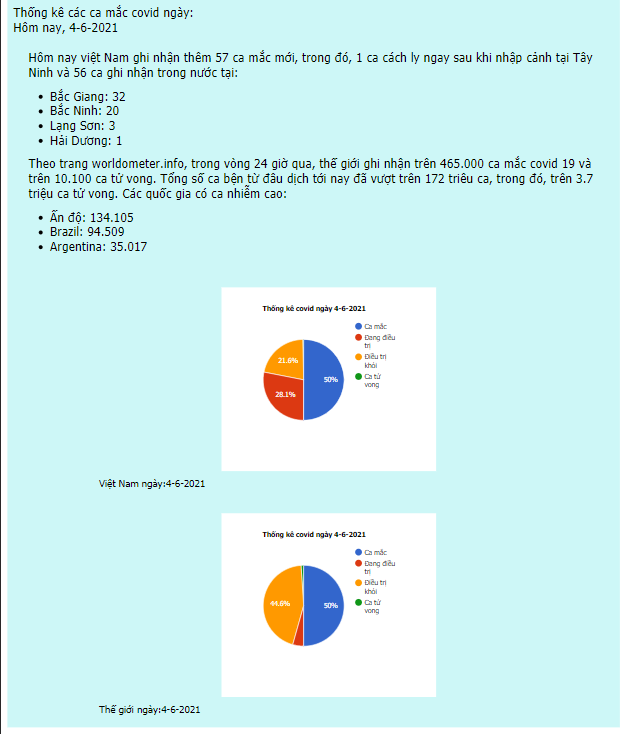 Thống kê các ca mắc covid ngày:
Hôm nay, 4-6-2021
Hôm nay việt Nam ghi nhận thêm 57 ca mắc mới, trong đó, 1 ca cách ly ngay sau khi nhập cảnh tại Tây
Ninh và 56 ca ghi nhận trong nước tại:
• Bắc Giang: 32
• Bắc Ninh: 20
• Lạng Sơn: 3
• Hải Dương: 1
Theo trang worldometer.info, trong vòng 24 giờ qua, thế giới ghi nhận trên 465.000 ca mắc covid 19 và
trên 10.100 ca tử vong. Tổng số ca bện từ đầu dịch tới nay đã vượt trên 172 triêu ca, trong đó, trên 3.7
triệu ca tử vong. Các quốc gia có ca nhiễm cao:
• Ấn độ: 134.105
• Brazil: 94.509
• Argentina: 35.017
Thống kê covid ngày 4-6-2021
Ca mắc
Đang điều
trị
Điều trị
khỏi
Ca tử
vong
21.6%
50%
28.1%
Việt Nam ngày:4-6-2021
Thống kê covid ngày 4-6-2021
Ca mắc
Đang điều
trị
Điều trị
khỏi
Ca tử
vong
44.6%
50%
Thế giới ngày:4-6-2021